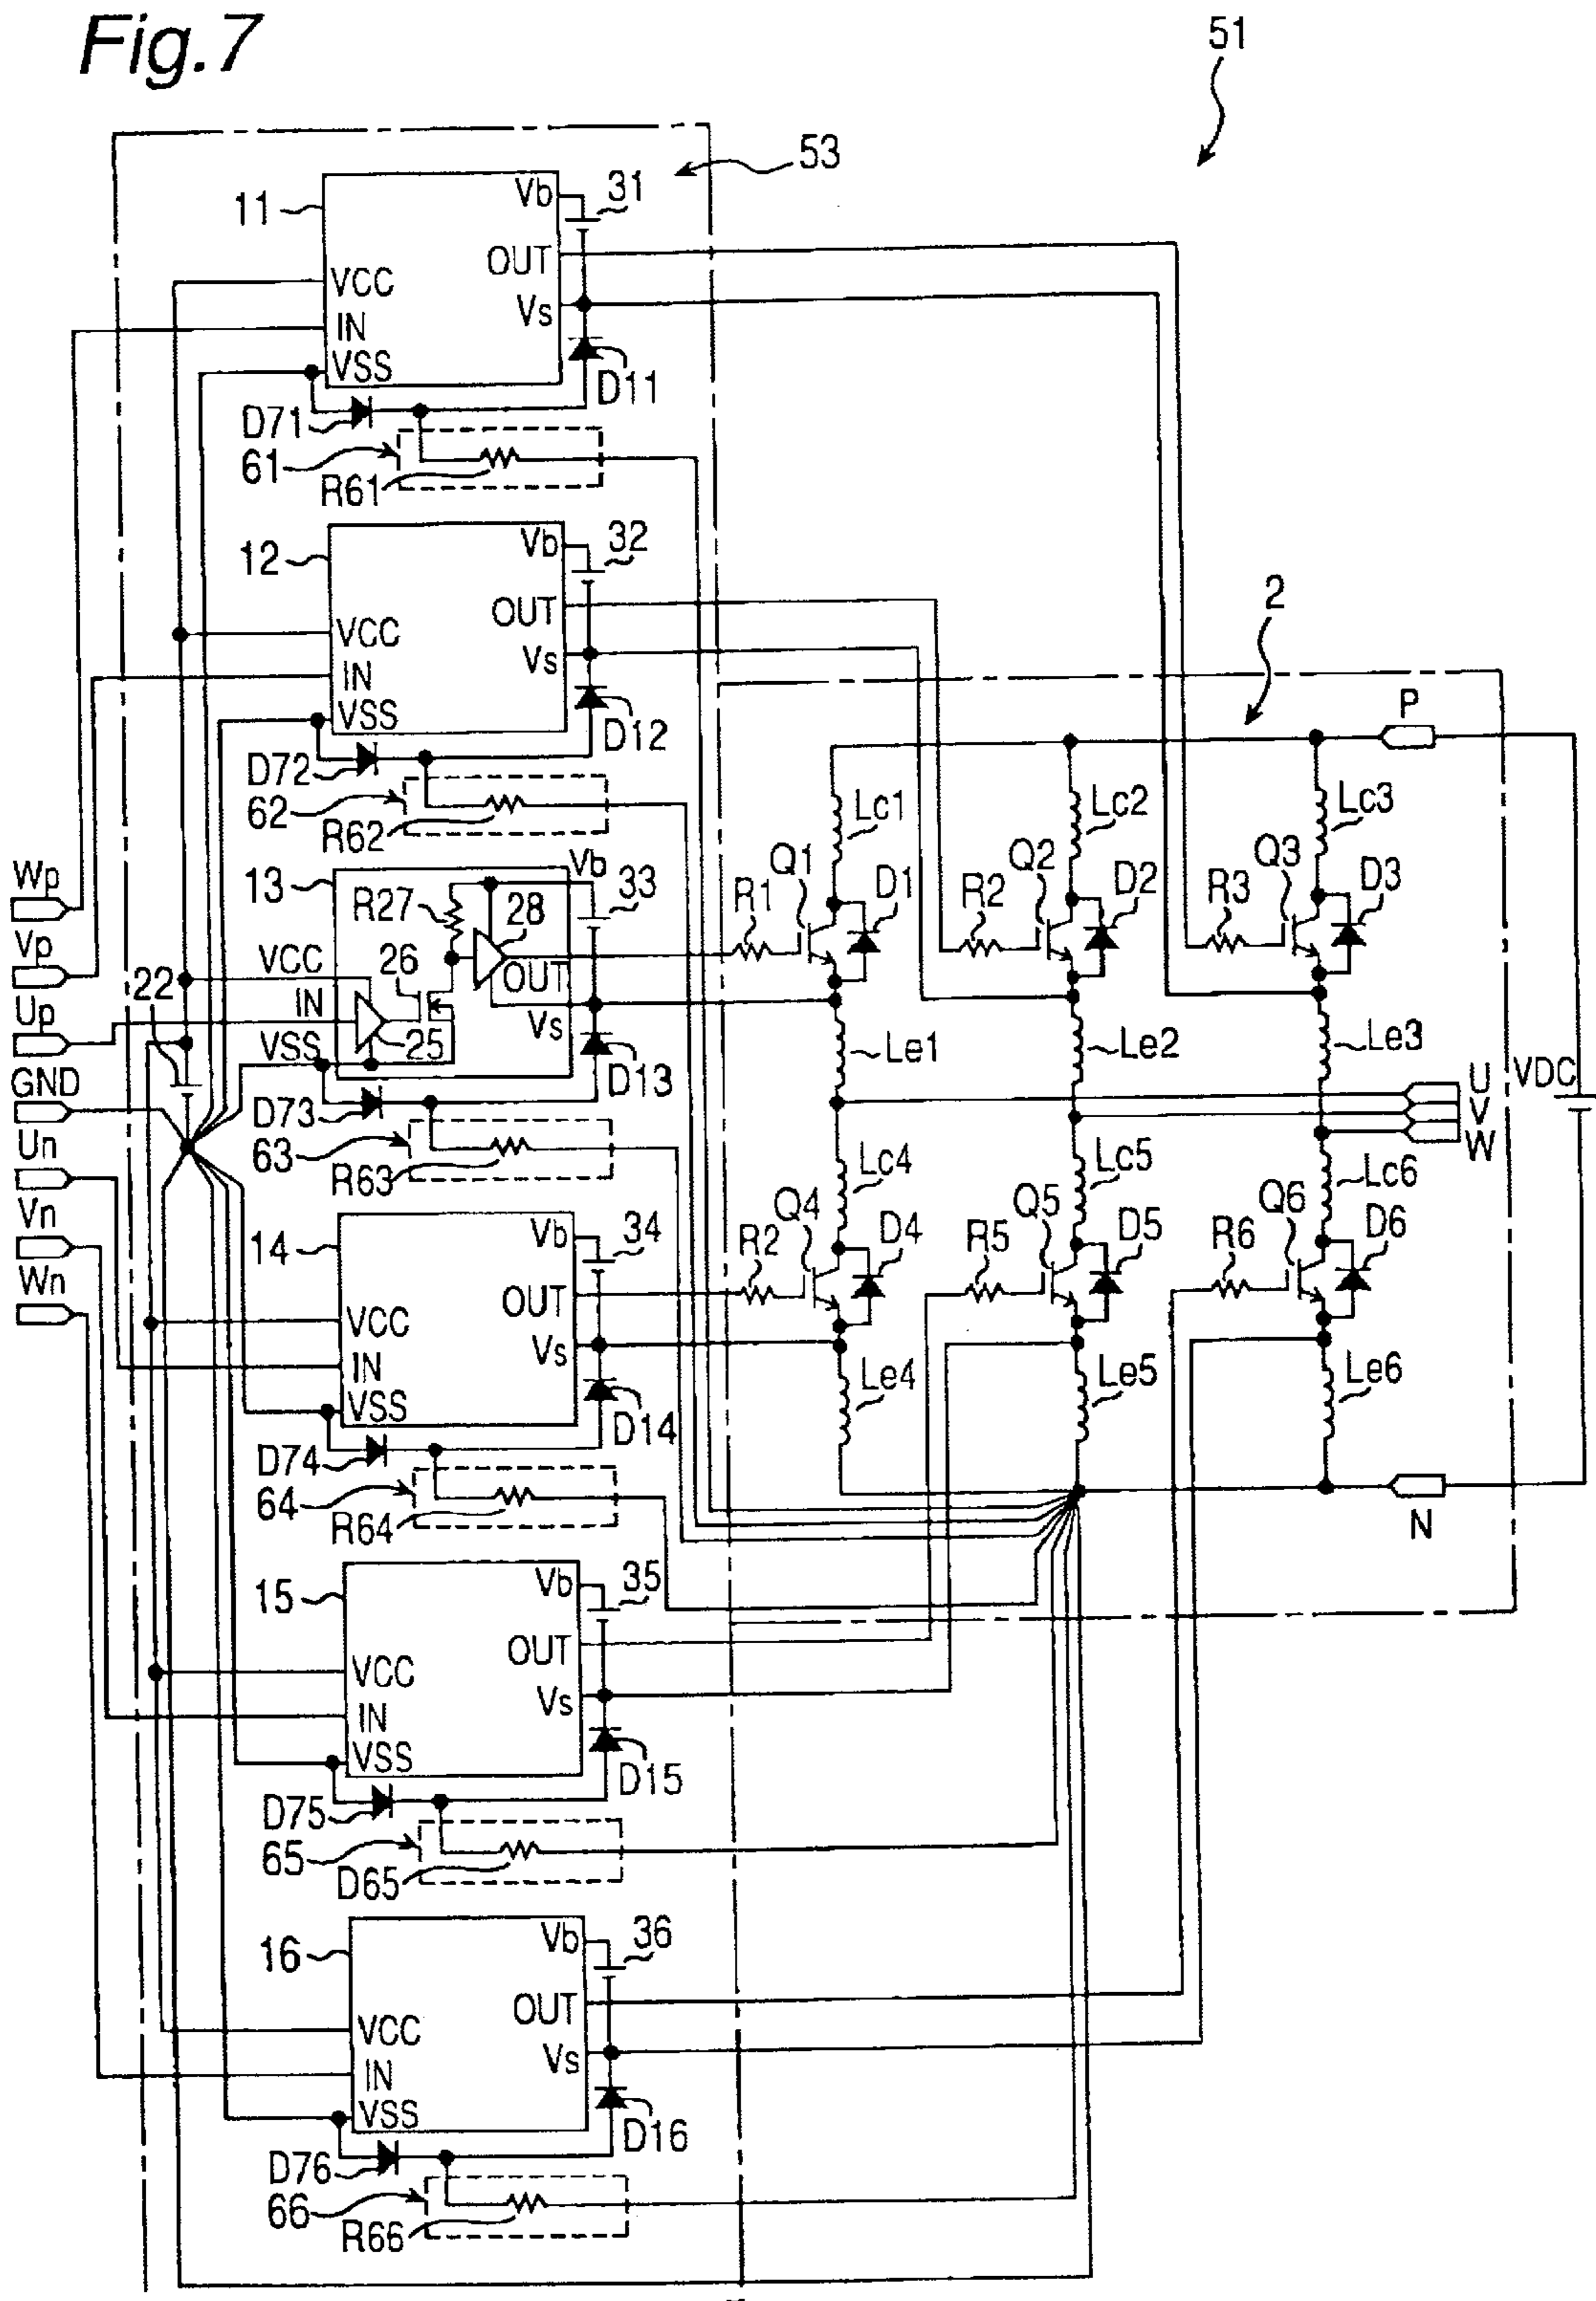 Fig.7
51
53
11
Vb
31
OUT
VCC
Vs
IN
VSS
D11
D71
61
R61
12
Vb
32
OUT
VCC
Vs
IN
VSS
D12
D72
62
R62
2
P
Lc1
Lc2
Lc3
Wp
13
Vb
33
R27
28
R1
Q1
D1
R2
Q2
D2
R3
Q3
D3
Vp
22
VCC
26
OUT
Up
IN
Vs
VSS
25
D13
Le1
Le2
Le3
GND
D73
U
VDC
V
W
Un
63
R63
Lc4
Lc5
Lc6
Vn
14
Vb
34
R2
Q4
D4
R5
Q5
D5
R6
Q6
D6
Wn
OUT
VCC
Vs
IN
VSS
D14
Le4
Le5
Le6
D74
64
R64
N
15
Vb
35
OUT
VCC
Vs
IN
VSS
D15
D75
65
D65
16
Vb
36
OUT
VCC
Vs
IN
VSS
D16
D76
66
R66